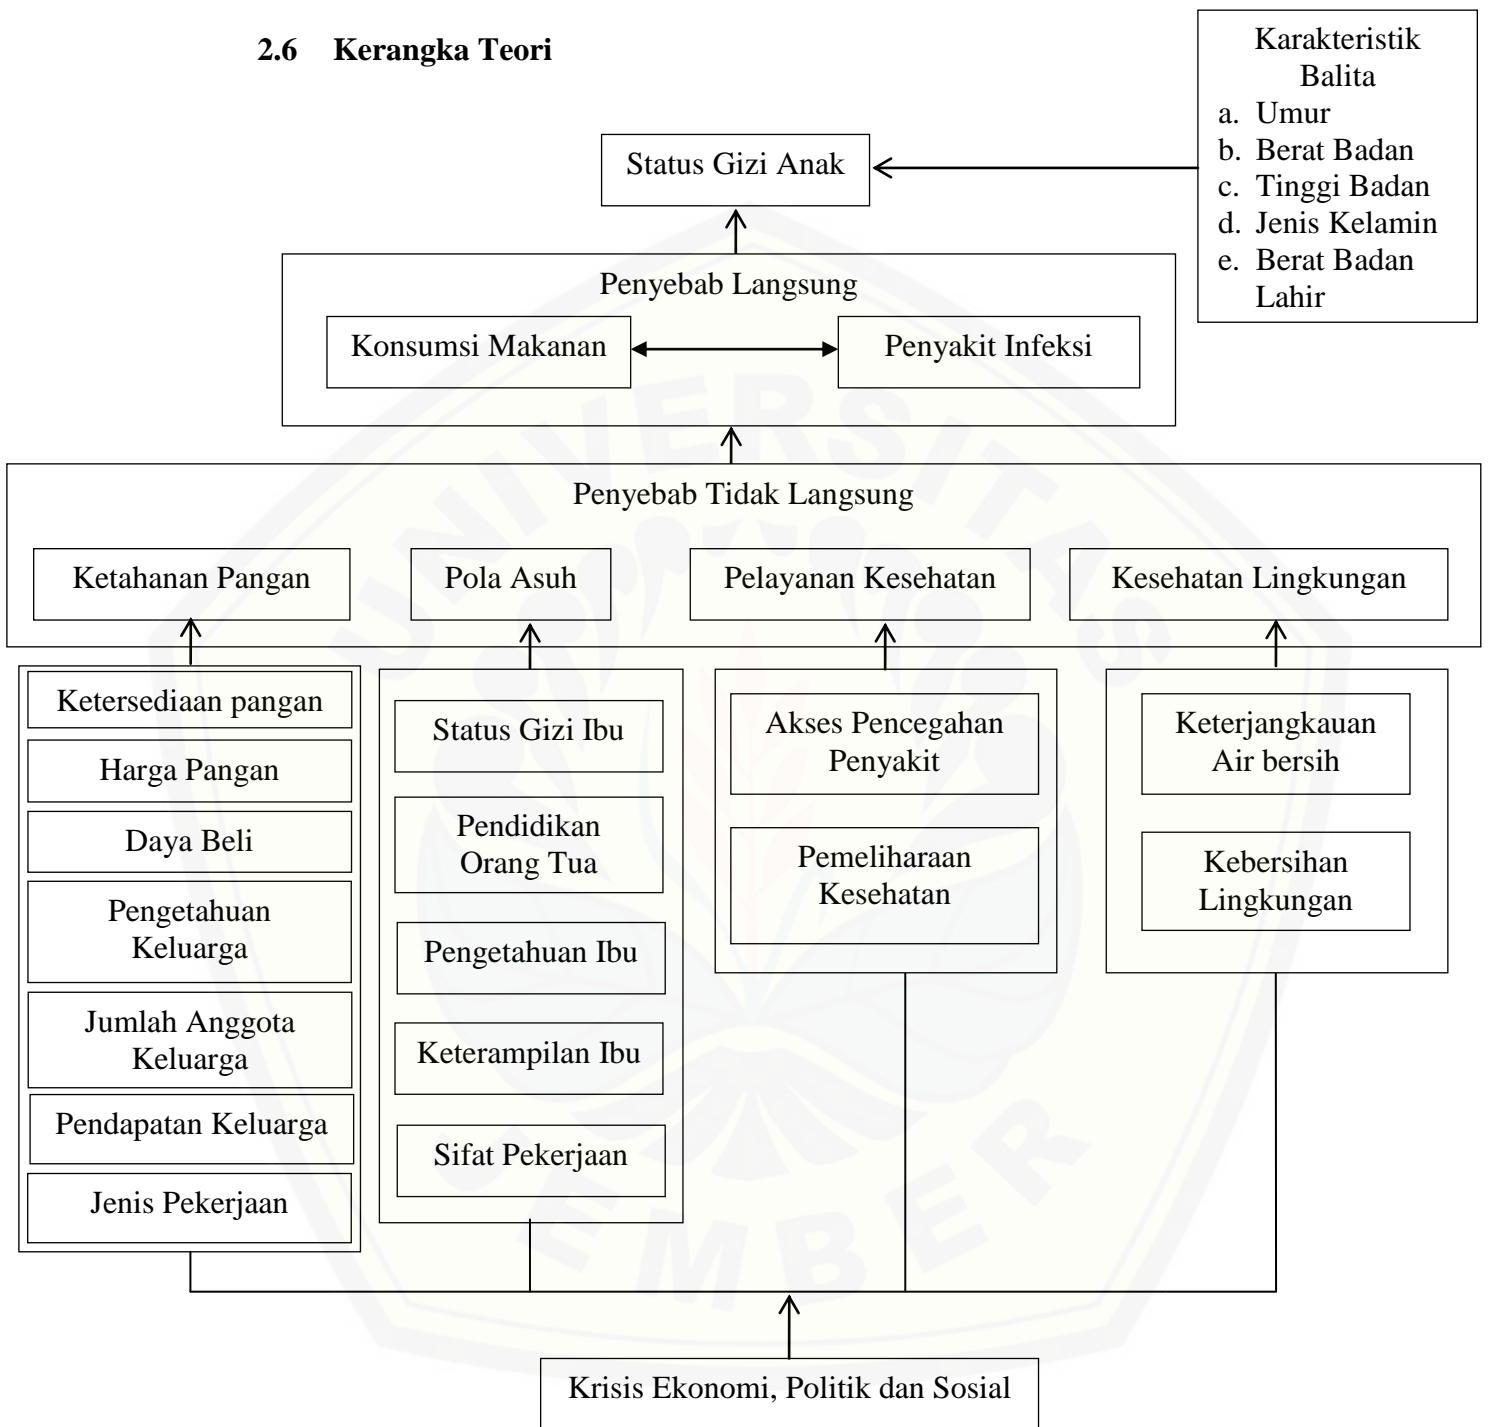 2.6 Kerangka Teori
Karakteristik
Balita
a. Umur
b. Berat Badan
c. Tinggi Badan
d. Jenis Kelamin
e. Berat Badan
Lahir
Status Gizi Anak
Penyebab Langsung
Konsumsi Makanan
Penyakit Infeksi
Penyebab Tidak Langsung
Ketahanan Pangan
Pola Asuh
Pelayanan Kesehatan
Kesehatan Lingkungan
Ketersediaan pangan
Harga Pangan
Daya Beli
Pengetahuan
Keluarga
Jumlah Anggota
Keluarga
Pendapatan Keluarga
Jenis Pekerjaan
Status Gizi Ibu
Pendidikan
Orang Tua
Pengetahuan Ibu
Keterampilan Ibu
Sifat Pekerjaan
Akses Pencegahan
Penyakit
Pemeliharaan
Kesehatan
Keterjangkauan
Air bersih
Kebersihan
Lingkungan
Krisis Ekonomi, Politik dan Sosial
UNIVERSITAS
JEMBER